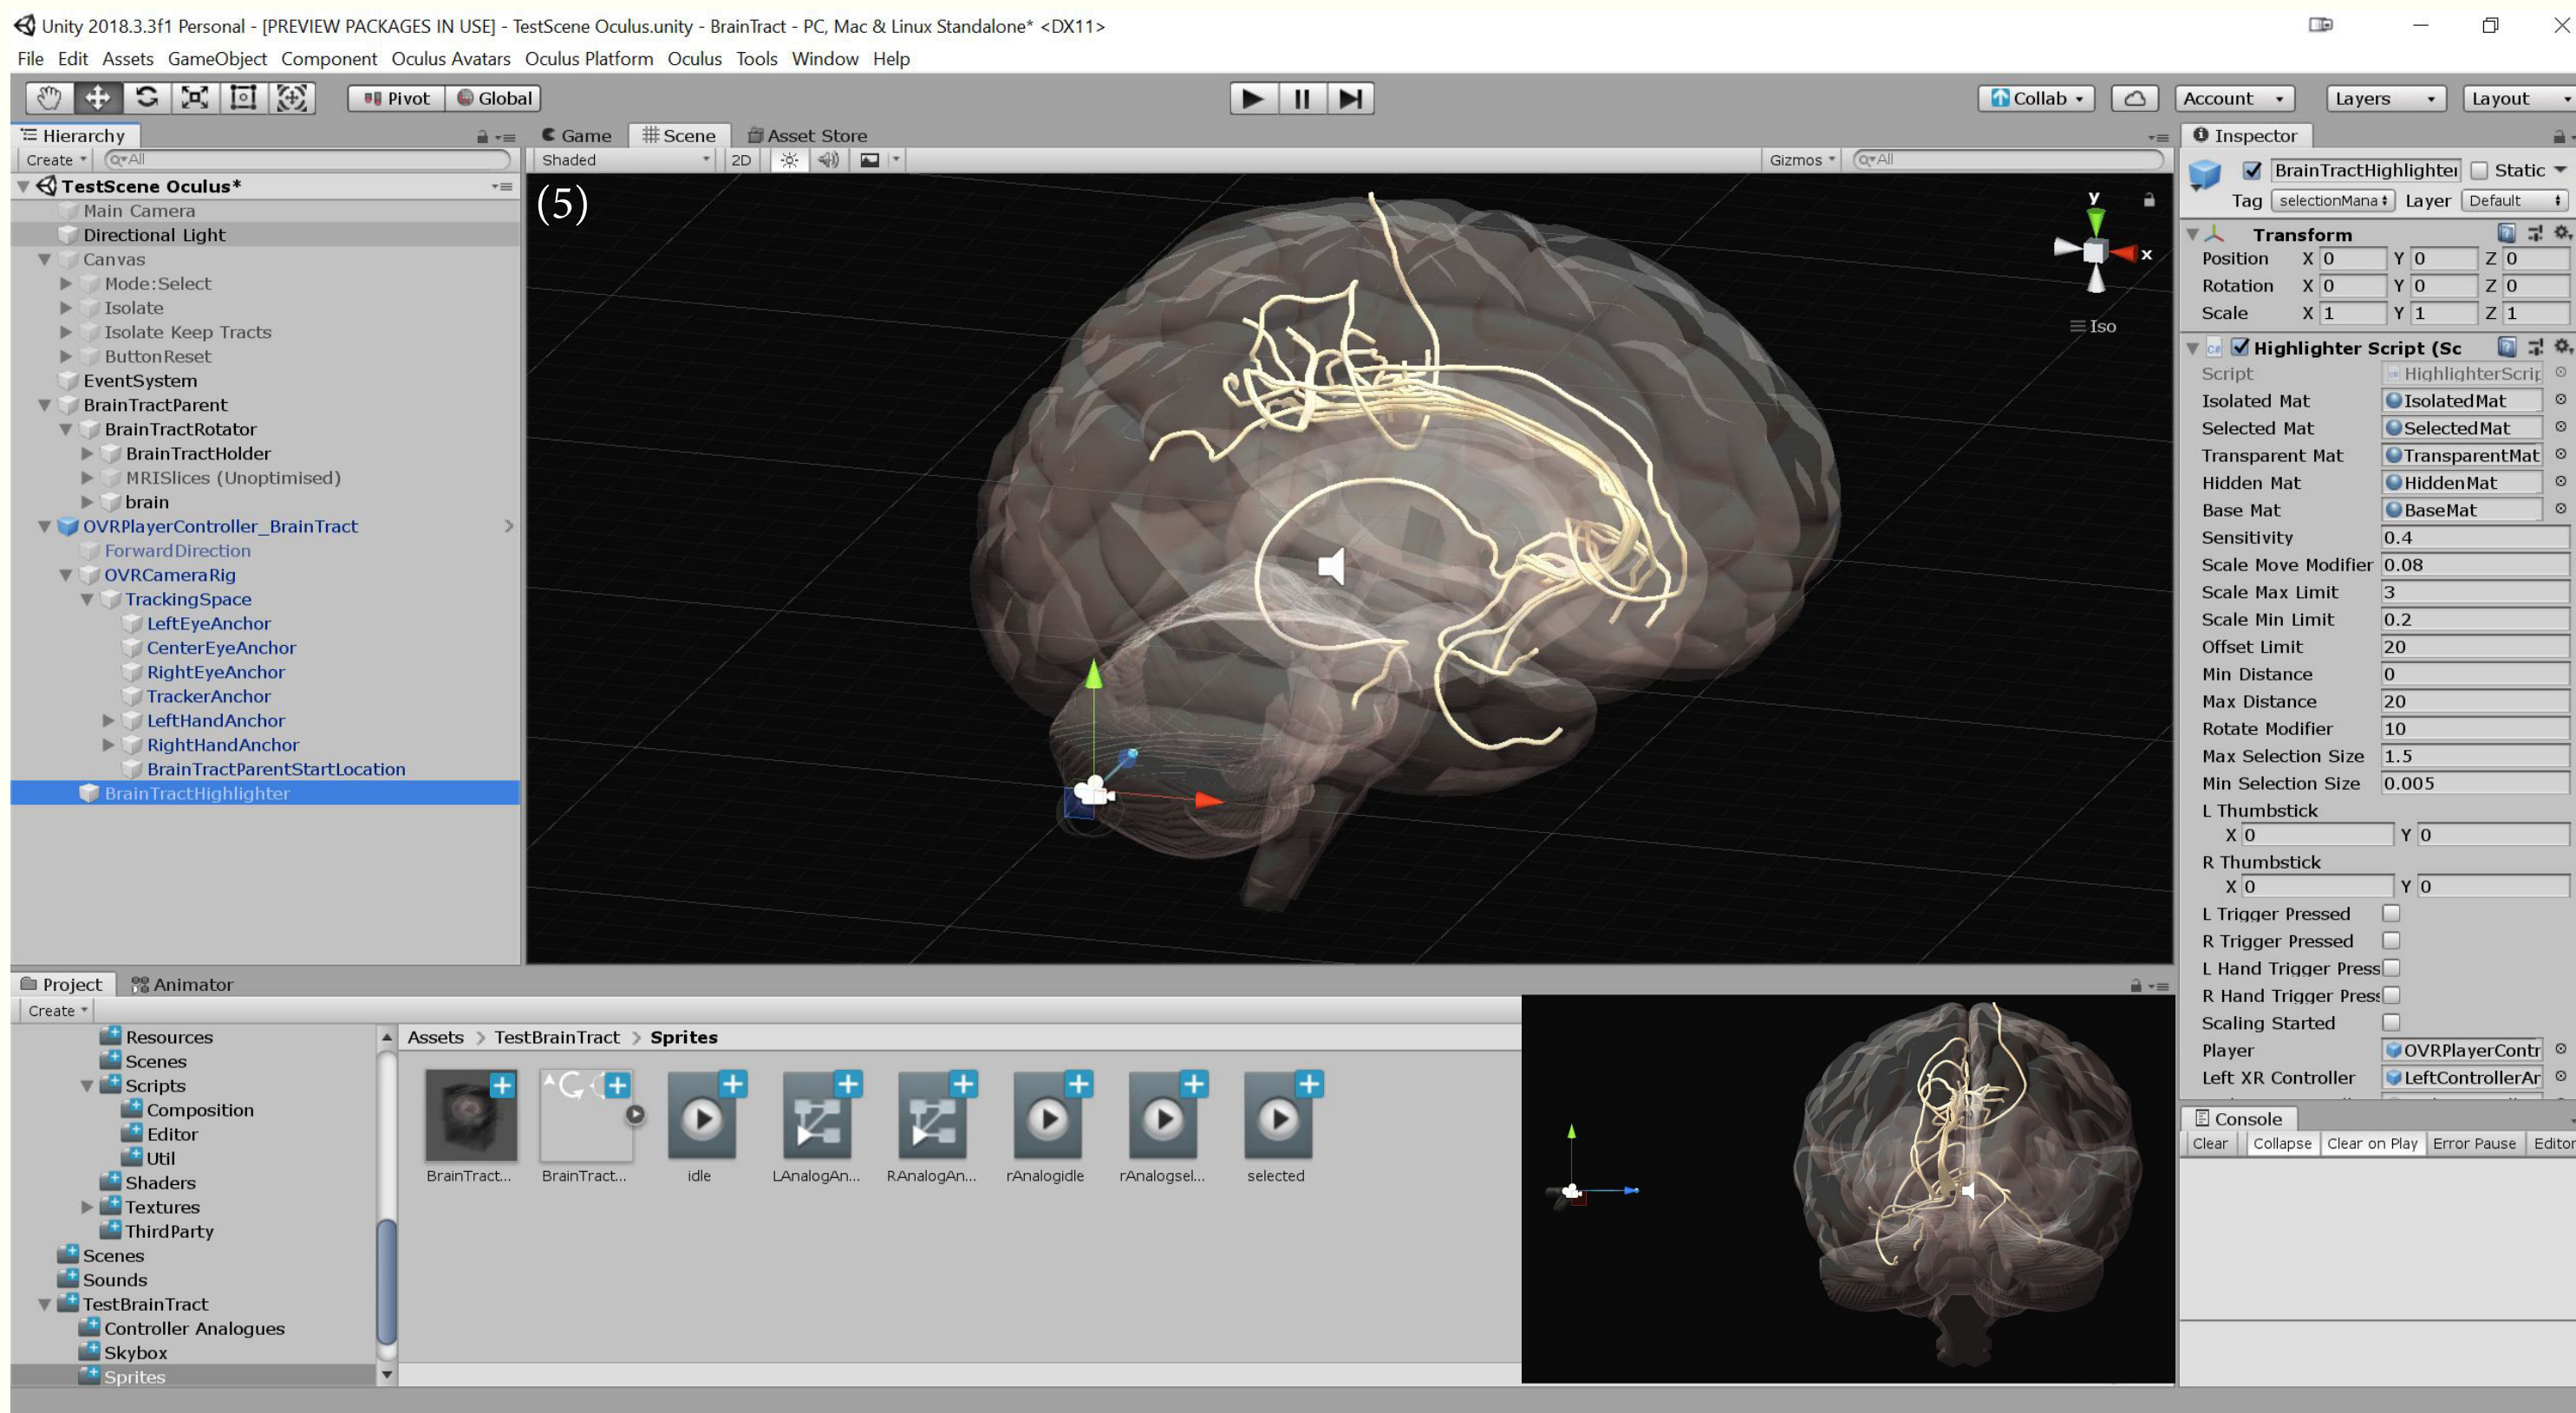 Unity 2018.3.3f1 Personal - [PREVIEW PACKAGES IN USE] - TestScene Oculus.unity - BrainTract - PC, Mac & Linux Standalone* <DX11>
File Edit Assets GameObject Component Oculus Avatars Oculus Platform Oculus Tools Window Help
Pivot Global Collab Account Layers Layout
Hierarchy
Create All
TestScene Oculus*
Main Camera
Directional Light
Canvas
Mode:Select
Isolate
Isolate Keep Tracts
ButtonReset
EventSystem
BrainTractParent
BrainTractRotator
BrainTractHolder
MRISlices (Unoptimised)
brain
OVRPlayerController_BrainTract
ForwardDirection
OVRCameraRig
TrackingSpace
LeftEyeAnchor
CenterEyeAnchor
RightEyeAnchor
TrackerAnchor
LeftHandAnchor
RightHandAnchor
BrainTractParentStartLocation
BrainTractHighlighter
Game Scene Asset Store
Shaded 2D Gizmos All
(5)
y
x
Iso
Inspector
BrainTractHighlighter Static
Tag selectionMana Layer Default
Transform
Position X 0 Y 0 Z 0
Rotation X 0 Y 0 Z 0
Scale X 1 Y 1 Z 1
Highlighter Script (Sc
Script HighlighterScrip
Isolated Mat IsolatedMat
Selected Mat SelectedMat
Transparent Mat TransparentMat
Hidden Mat HiddenMat
Base Mat BaseMat
Sensitivity 0.4
Scale Move Modifier 0.08
Scale Max Limit 3
Scale Min Limit 0.2
Offset Limit 20
Min Distance 0
Max Distance 20
Rotate Modifier 10
Max Selection Size 1.5
Min Selection Size 0.005
L Thumbstick
X 0 Y 0
R Thumbstick
X 0 Y 0
L Trigger Pressed
R Trigger Pressed
L Hand Trigger Press
R Hand Trigger Press
Scaling Started
Player OVRPlayerContr
Left XR Controller LeftControllerAr
Console
Clear Collapse Clear on Play Error Pause Editor
Project Animator
Create
Resources
Scenes
Scripts
Composition
Editor
Util
Shaders
Textures
ThirdParty
Scenes
Sounds
TestBrainTract
Controller Analogues
Skybox
Sprites
Assets > TestBrainTract > Sprites
BrainTract... BrainTract... idle LAnalogAn... RAnalogAn... rAnalogidle rAnalogsel... selected